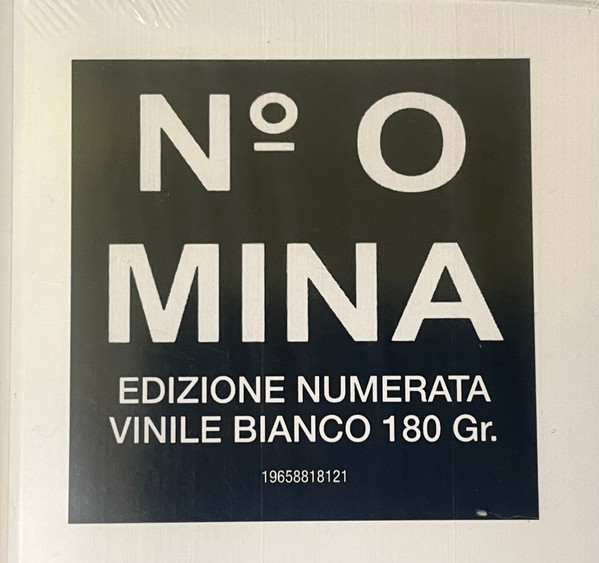 Nº O
MINA
EDIZIONE NUMERATA
VINILE BIANCO 180 Gr.
19658818121